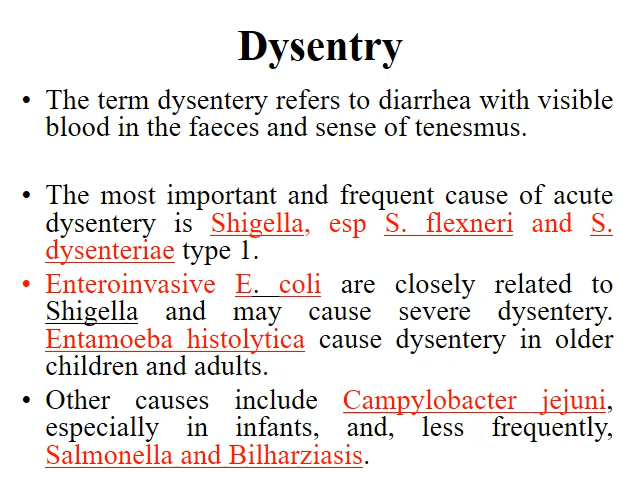 Dysentry
• The term dysentery refers to diarrhea with visible
blood in the faeces and sense of tenesmus.
• The most important and frequent cause of acute
dysentery is Shigella, esp S. flexneri and S.
dysenteriae type 1.
• Enteroinvasive E. coli are closely related to
Shigella and may cause severe dysentery.
Entamoeba histolytica cause dysentery in older
children and adults.
• Other causes include Campylobacter jejuni,
especially in infants, and, less frequently,
Salmonella and Bilharziasis.